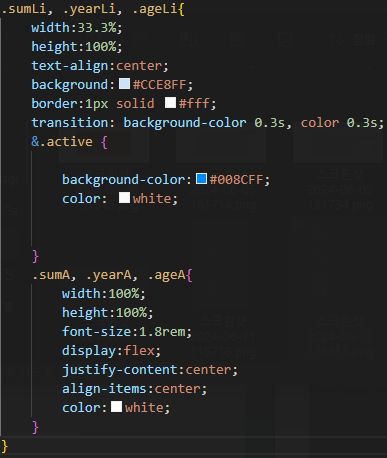 .sumLi, .yearLi, .ageLi{
width:33.3%;
height:100%;
text-align:center;
background:#CCE8FF;
border:1px solid #fff;
transition: background-color 0.3s, color 0.3s;
&.active {
background-color:#008CFF;
color: white;
}
.sumA, .yearA, .ageA{
width:100%;
height:100%;
font-size:1.8rem;
display:flex;
justify-content:center;
align-items:center;
color:white;
}
}